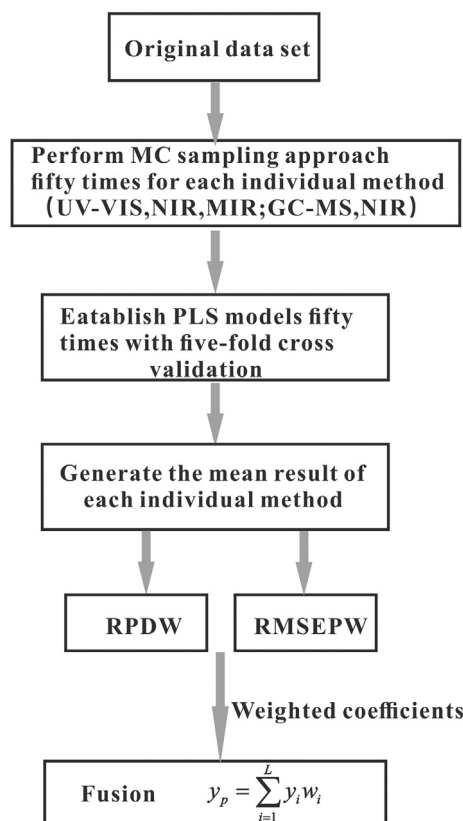 Original data set
Perform MC sampling approach
fifty times for each individual method
(UV-VIS,NIR,MIR;GC-MS,NIR)
Eatablish PLS models fifty
times with five-fold cross
validation
Generate the mean result of
each individual method
RPDW RMSEPW
Weighted coefficients
Fusion y_p = \sum_{i=1}^{L} y_i w_i